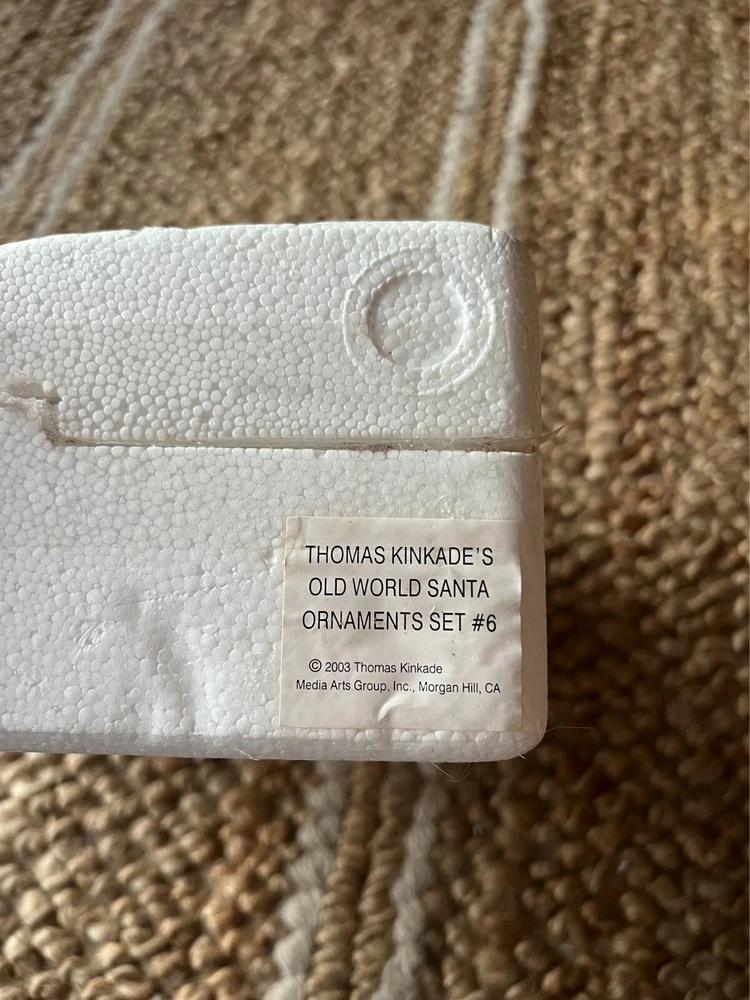 THOMAS KINKADE'S
OLD WORLD SANTA
ORNAMENTS SET #6
© 2003 Thomas Kinkade
Media Arts Group, Inc., Morgan Hill, CA